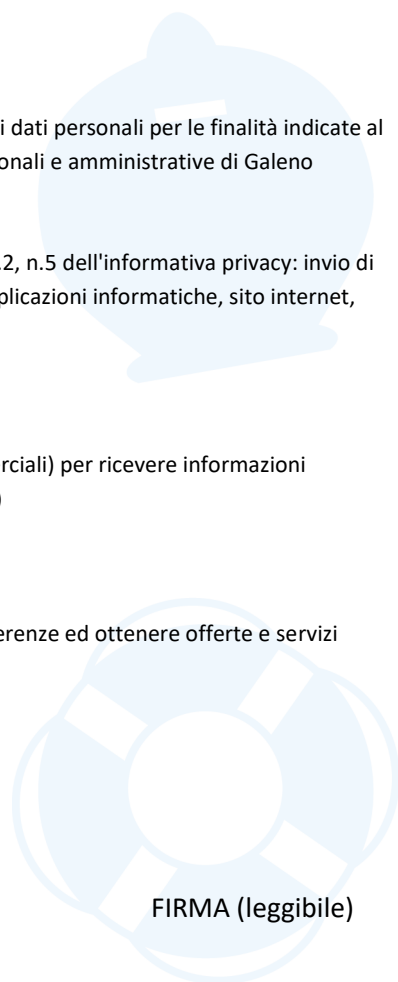 i dati personali per le finalità indicate al
onali e amministrative di Galeno
.2, n.5 dell'informativa privacy: invio di
plicazioni informatiche, sito internet,
rciali) per ricevere informazioni
)
erenze ed ottenere offerte e servizi
FIRMA (leggibile)